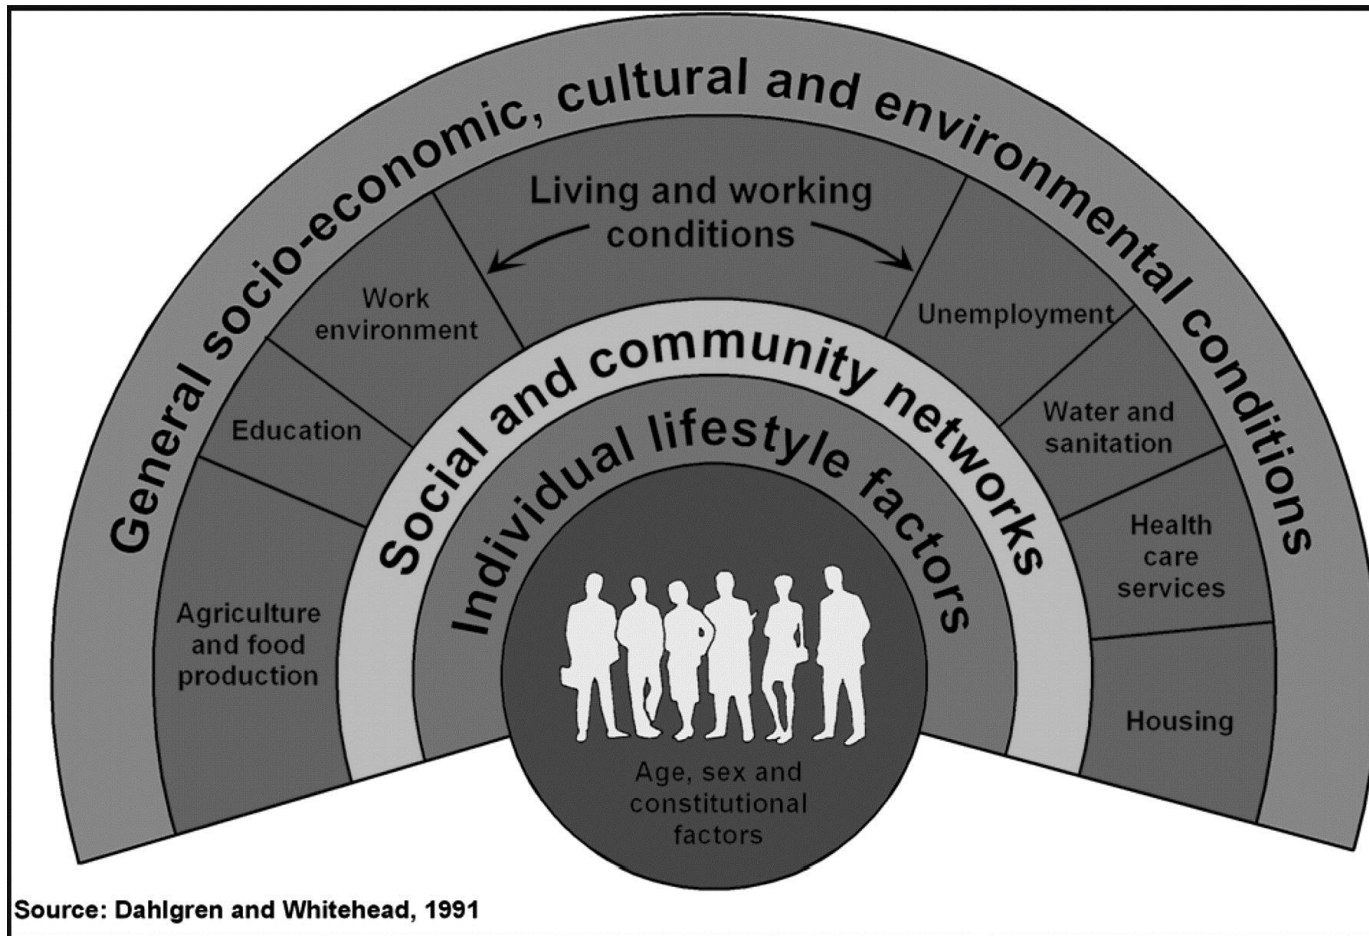 General socio-economic, cultural and environmental conditions
Living and working
conditions
Work
environment
Unemployment
Education
Water and
sanitation
Agriculture
and food
production
Health
care
services
Housing
Social and community networks
Individual lifestyle factors
Age, sex and
constitutional
factors
Source: Dahlgren and Whitehead, 1991